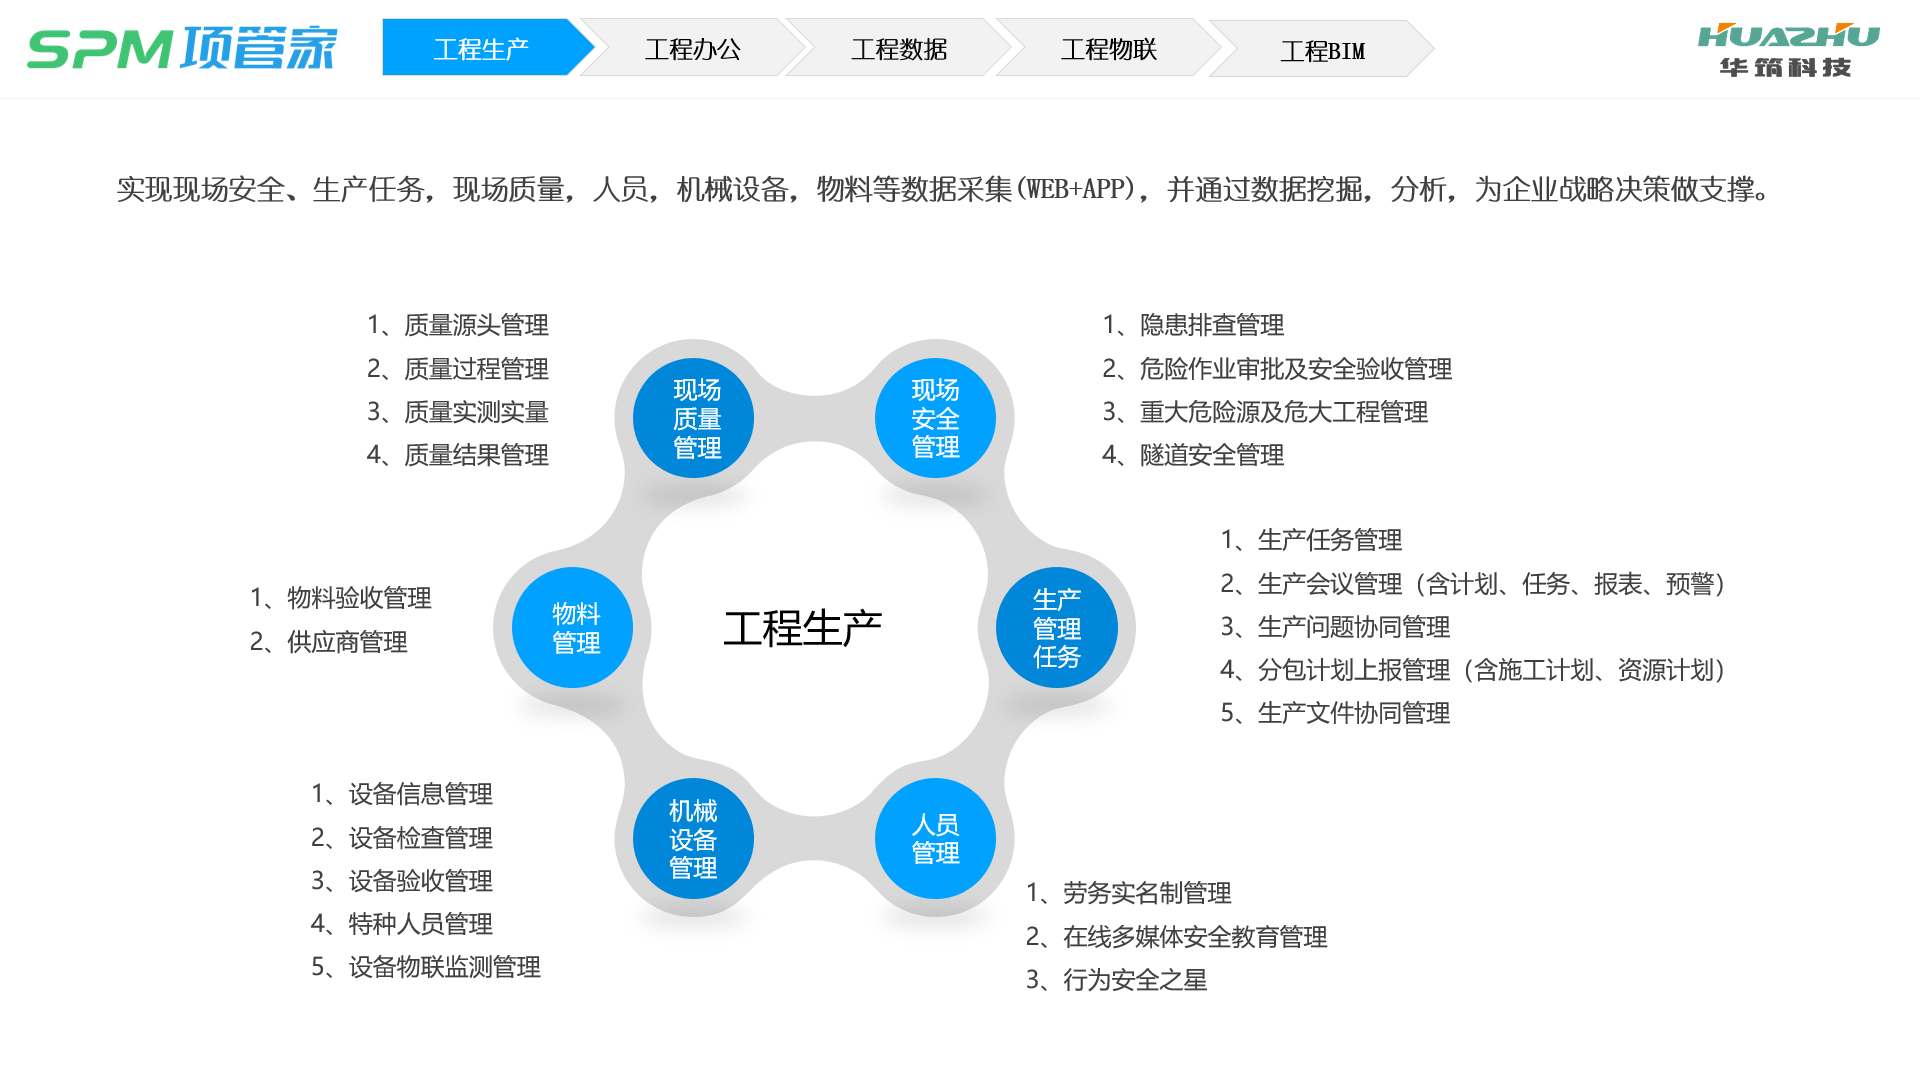 SPM项管家
工程生产
工程办公
工程数据
工程物联
工程BIM
HUAZHU
华筑科技
实现现场安全、生产任务，现场质量，人员，机械设备，物料等数据采集(WEB+APP)，并通过数据挖掘，分析，为企业战略决策做支撑。
1、质量源头管理
2、质量过程管理
3、质量实测实量
4、质量结果管理
现场
质量
管理
现场
安全
管理
1、隐患排查管理
2、危险作业审批及安全验收管理
3、重大危险源及危大工程管理
4、隧道安全管理
1、物料验收管理
2、供应商管理
物料
管理
工程生产
生产
管理
任务
1、生产任务管理
2、生产会议管理（含计划、任务、报表、预警）
3、生产问题协同管理
4、分包计划上报管理（含施工计划、资源计划）
5、生产文件协同管理
1、设备信息管理
2、设备检查管理
3、设备验收管理
4、特种人员管理
5、设备物联监测管理
机械
设备
管理
人员
管理
1、劳务实名制管理
2、在线多媒体安全教育管理
3、行为安全之星